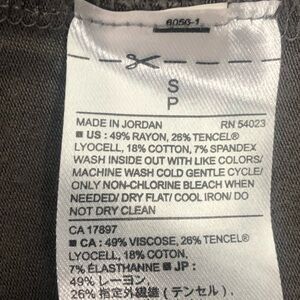 6056-1
S
P
MADE IN JORDAN RN 54023
■ US : 49% RAYON, 26% TENCEL®
LYOCELL, 18% COTTON, 7% SPANDEX
WASH INSIDE OUT WITH LIKE COLORS/
MACHINE WASH COLD GENTLE CYCLE/
ONLY NON-CHLORINE BLEACH WHEN
NEEDED/ DRY FLAT/ COOL IRON/ DO
NOT DRY CLEAN
CA 17897
■ CA : 49% VISCOSE, 26% TENCEL®
LYOCELL, 18% COTON,
7% ÉLASTHANNE ■ JP :
49% レーヨン
26% 指定外繊維 (テンセル) .